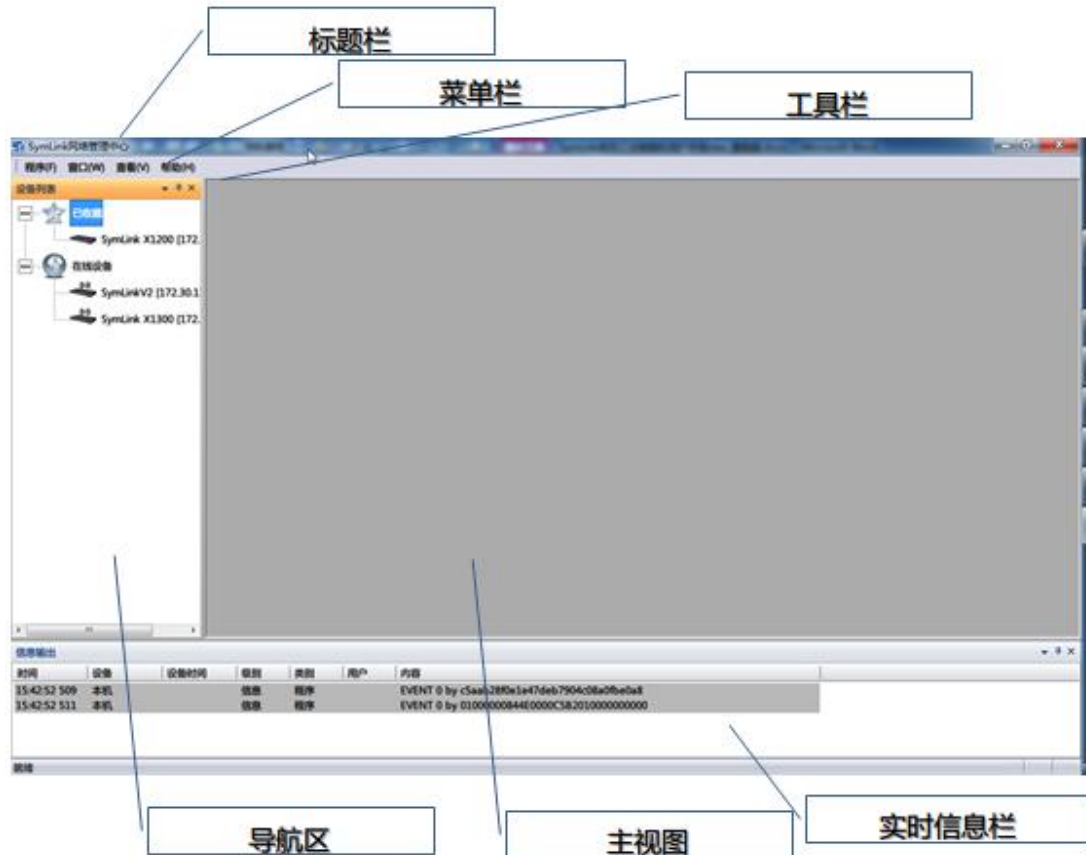 标题栏
菜单栏
工具栏
SymLink网络管理中心
程序(F) 窗口(W) 查看(V) 帮助(H)
设备列表
已收藏
SymLink X1200 [172.
在线设备
SymLinkV2 [172.30.1
SymLink X1300 [172.
信息输出
时间 设备 设备时间 级别 类别 用户 内容
15:42:52 509 本机 信息 程序 EVENT 0 by c5aab28f0e1e47deb7904c08a0fbe0a8
15:42:52 511 本机 信息 程序 EVENT 0 by 01000000844E0000C5B2010000000000
就绪
导航区
主视图
实时信息栏